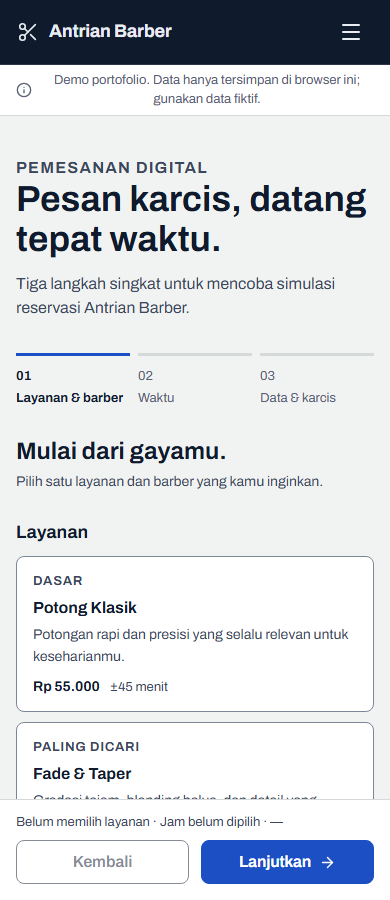 Antrian Barber
Demo portofolio. Data hanya tersimpan di browser ini;
gunakan data fiktif.
PEMESANAN DIGITAL
Pesan karcis, datang
tepat waktu.
Tiga langkah singkat untuk mencoba simulasi
reservasi Antrian Barber.
01
Layanan & barber
02
Waktu
03
Data & karcis
Mulai dari gayamu.
Pilih satu layanan dan barber yang kamu inginkan.
Layanan
DASAR
Potong Klasik
Potongan rapi dan presisi yang selalu relevan untuk
keseharianmu.
Rp 55.000 ±45 menit
PALING DICARI
Fade & Taper
Belum memilih layanan · Jam belum dipilih · —
Kembali
Lanjutkan →